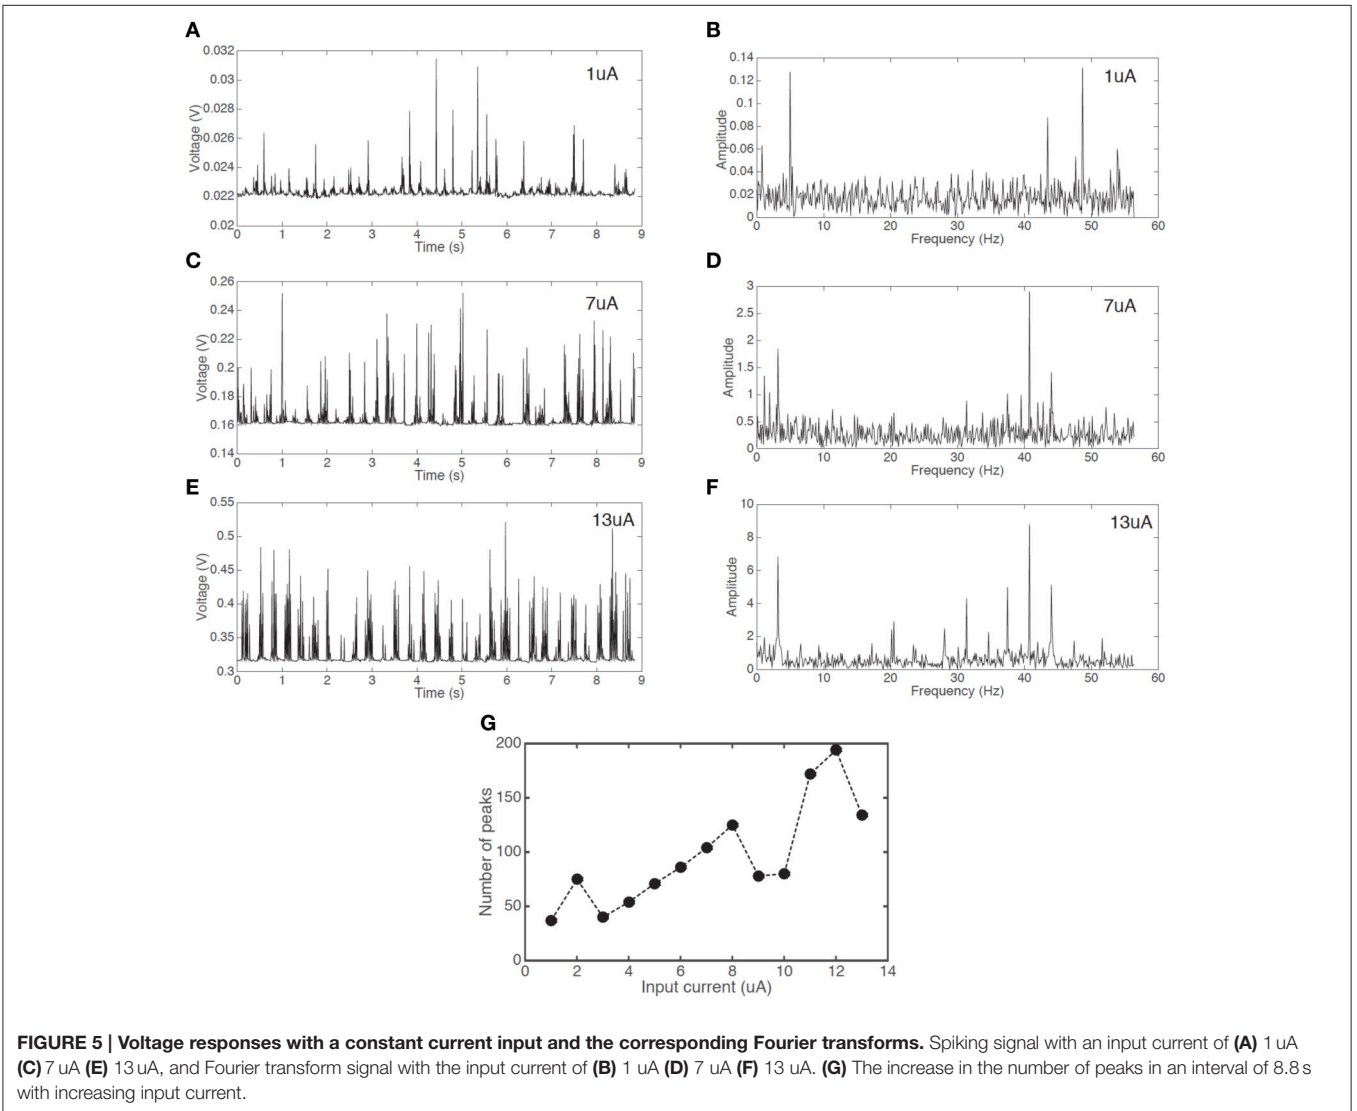 A
0.032
0.03
0.028
0.026
0.024
0.022
0.02
Voltage (V)
1uA
0 1 2 3 4 5 6 7 8 9
Time (s)
B
0.14
0.12
0.1
0.08
0.06
0.04
0.02
0
Amplitude
1uA
0 10 20 30 40 50 60
Frequency (Hz)
C
0.26
0.24
0.22
0.2
0.18
0.16
0.14
Voltage (V)
7uA
0 1 2 3 4 5 6 7 8 9
Time (s)
D
3
2.5
2
1.5
1
0.5
0
Amplitude
7uA
0 10 20 30 40 50 60
Frequency (Hz)
E
0.55
0.5
0.45
0.4
0.35
0.3
Voltage (V)
13uA
0 1 2 3 4 5 6 7 8 9
Time (s)
F
10
8
6
4
2
0
Amplitude
13uA
0 10 20 30 40 50 60
Frequency (Hz)
G
200
150
100
50
0
Number of peaks
0 2 4 6 8 10 12 14
Input current (uA)
FIGURE 5 | Voltage responses with a constant current input and the corresponding Fourier transforms. Spiking signal with an input current of (A) 1 uA
(C) 7 uA (E) 13 uA, and Fourier transform signal with the input current of (B) 1 uA (D) 7 uA (F) 13 uA. (G) The increase in the number of peaks in an interval of 8.8 s
with increasing input current.